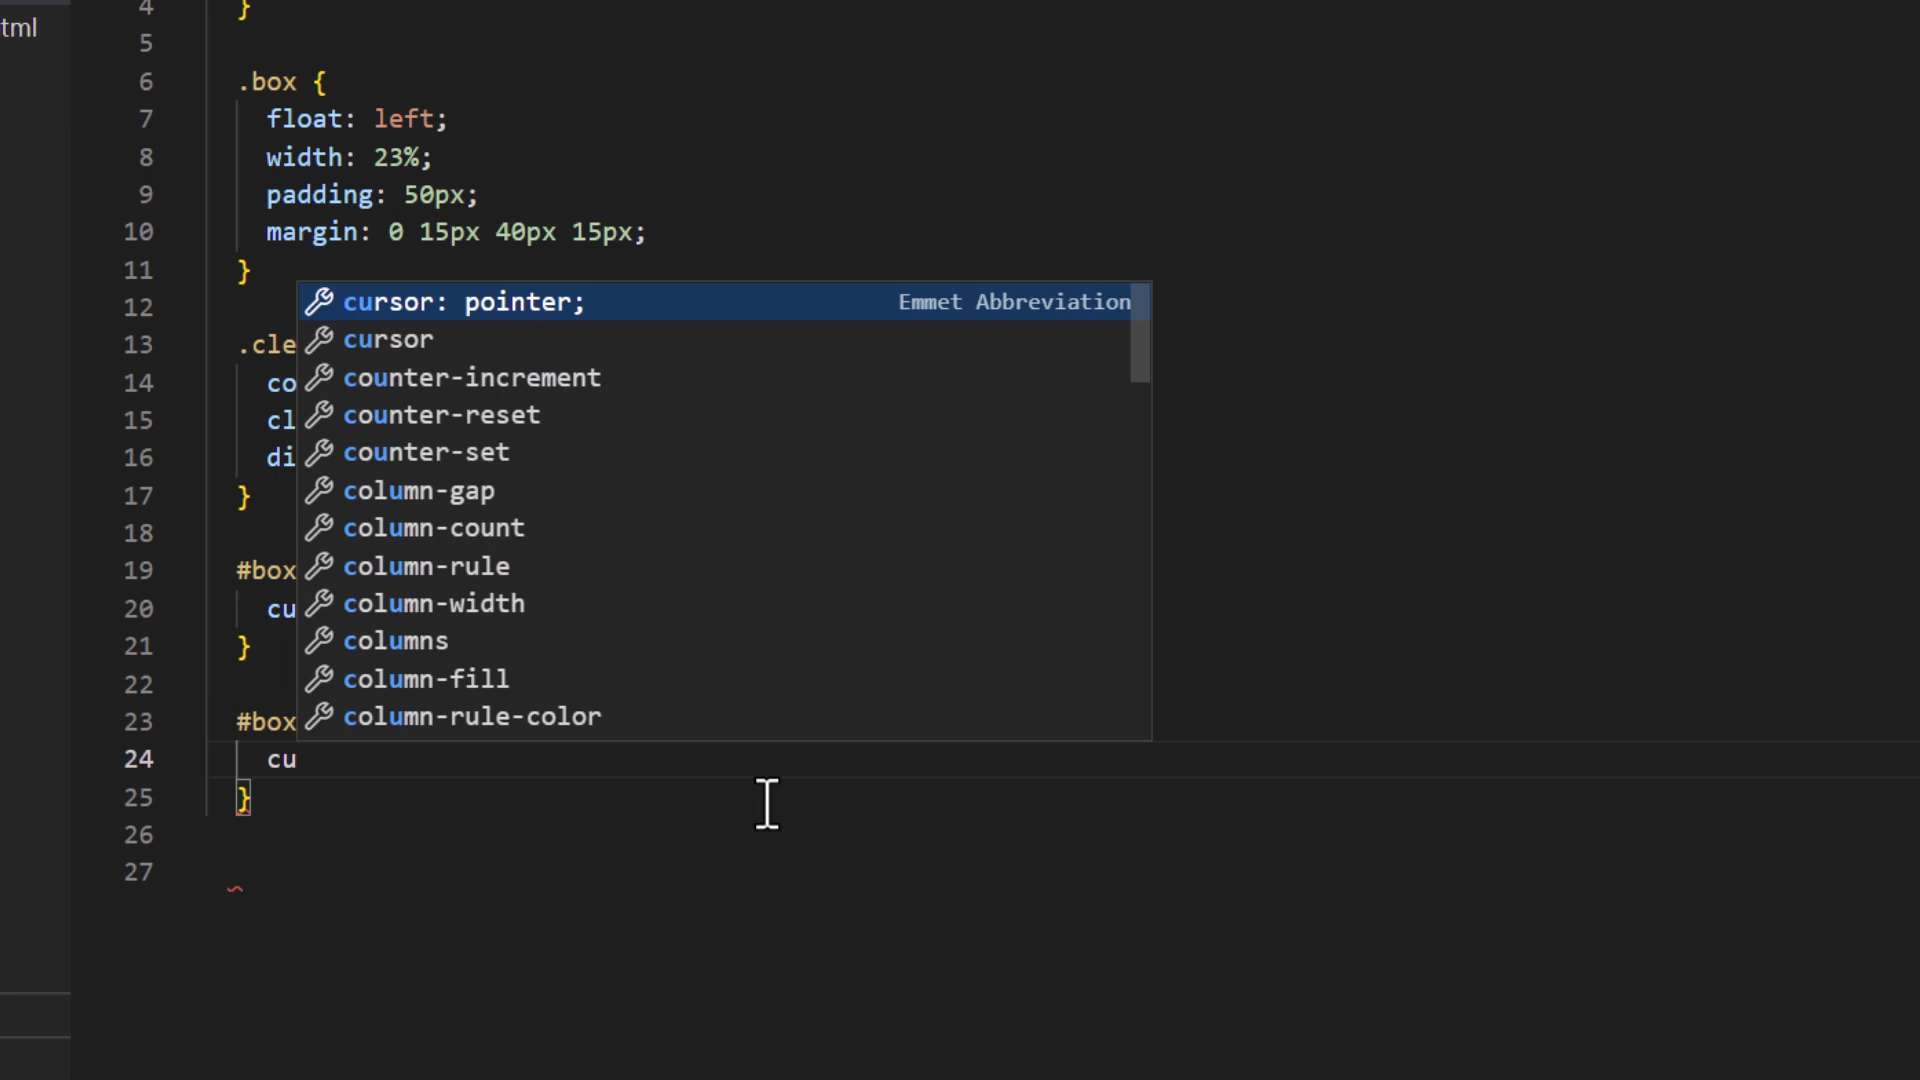 tml
4 }
5
6 .box {
7 float: left;
8 width: 23%;
9 padding: 50px;
10 margin: 0 15px 40px 15px;
11 }
12
13 .cle
14 co
15 cl
16 di
17 }
18
19 #box
20 cu
21 }
22
23 #box
24 cu
25 }
26
27
cursor: pointer; Emmet Abbreviation
cursor
counter-increment
counter-reset
counter-set
column-gap
column-count
column-rule
column-width
columns
column-fill
column-rule-color